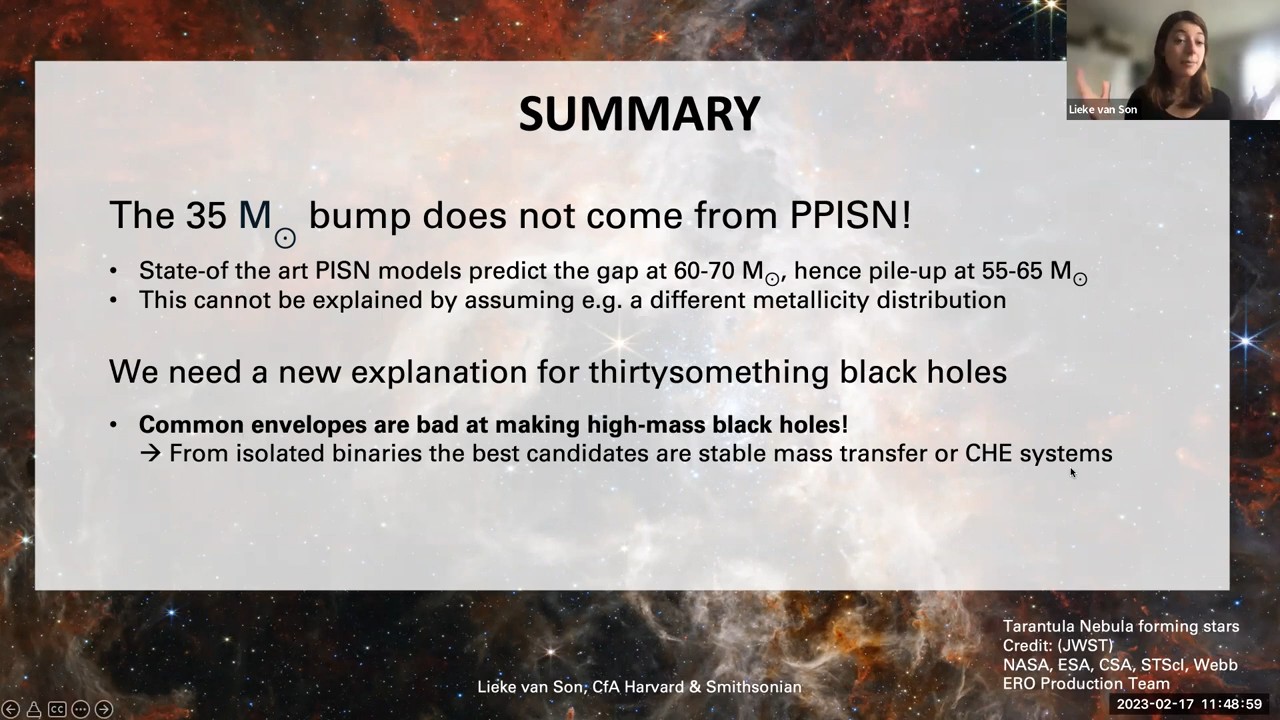 Lieke van Son
SUMMARY
The 35 M☉ bump does not come from PPISN!
• State-of the art PISN models predict the gap at 60-70 M☉, hence pile-up at 55-65 M☉
• This cannot be explained by assuming e.g. a different metallicity distribution
We need a new explanation for thirtysomething black holes
• Common envelopes are bad at making high-mass black holes!
→ From isolated binaries the best candidates are stable mass transfer or CHE systems
Tarantula Nebula forming stars
Credit: (JWST)
NASA, ESA, CSA, STScI, Webb
ERO Production Team
Lieke van Son, CfA Harvard & Smithsonian
CC
2023-02-17 11:48:59